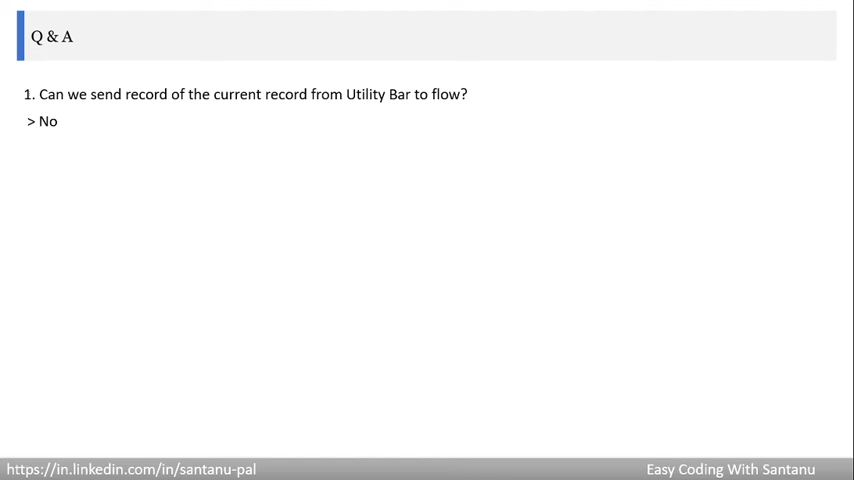 Q & A
1. Can we send record of the current record from Utility Bar to flow?
> No
https://in.linkedin.com/in/santanu-pal
Easy Coding With Santanu